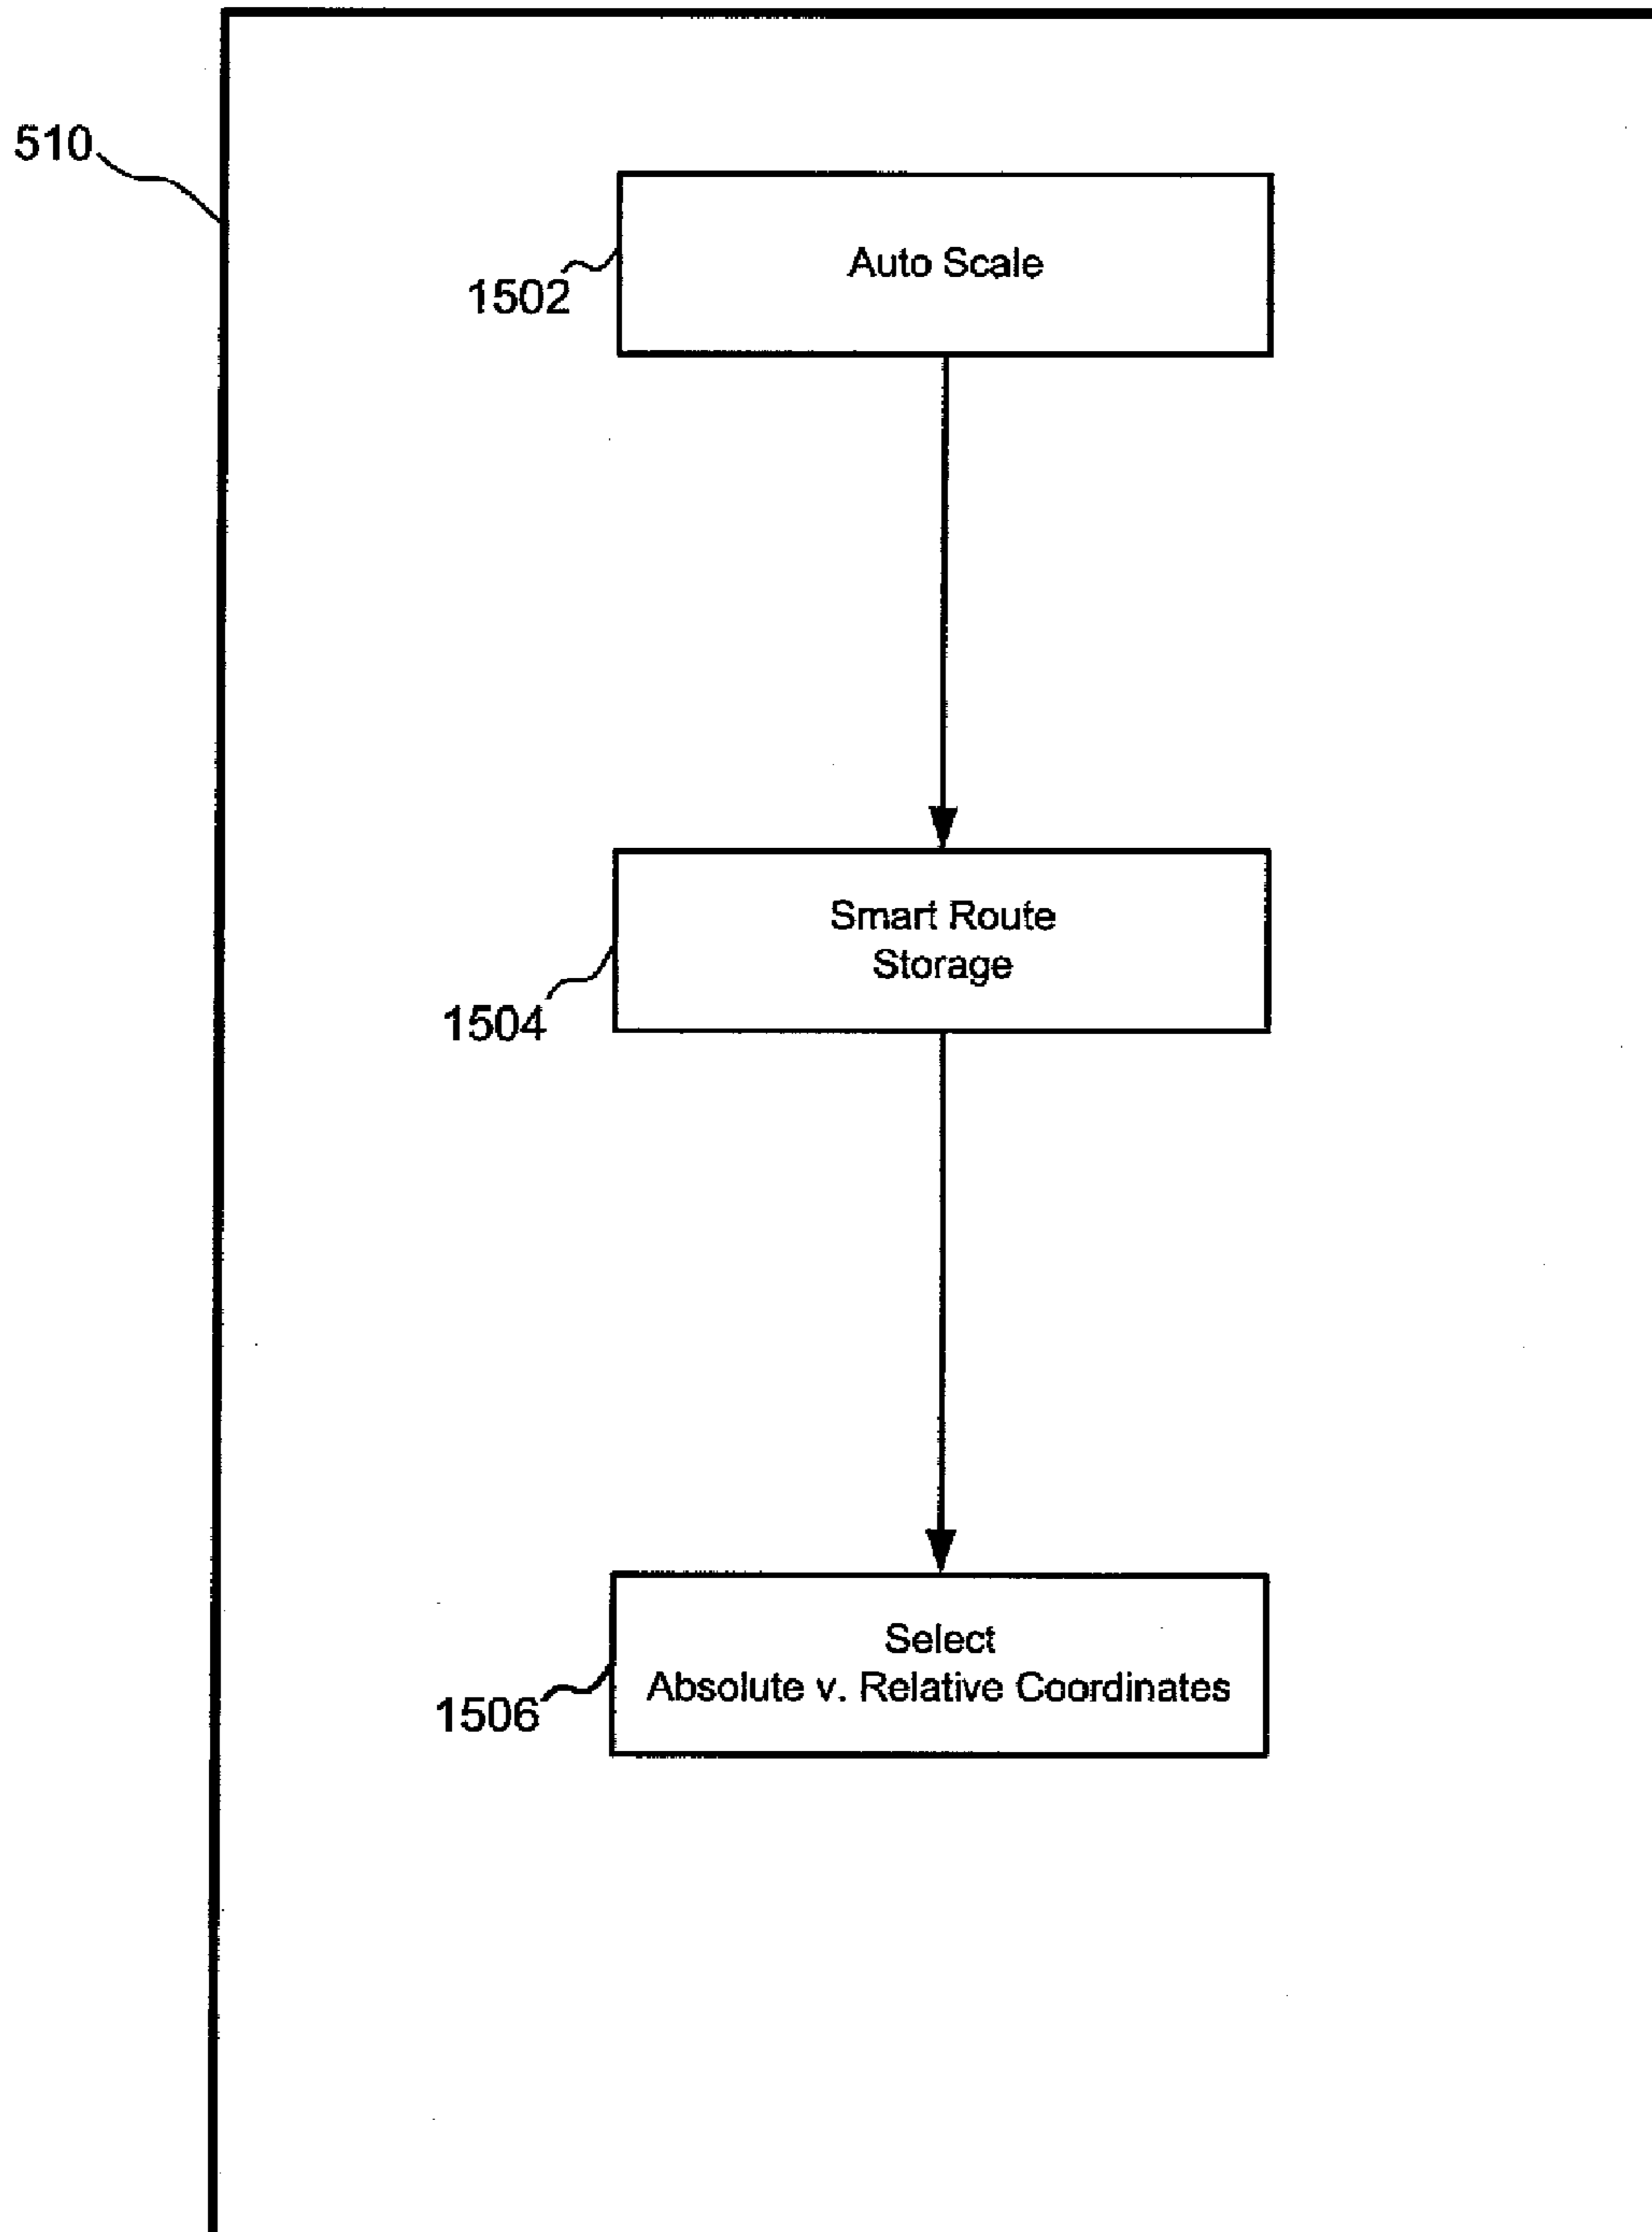 510
Auto Scale
1502
Smart Route
Storage
1504
Select
Absolute v. Relative Coordinates
1506